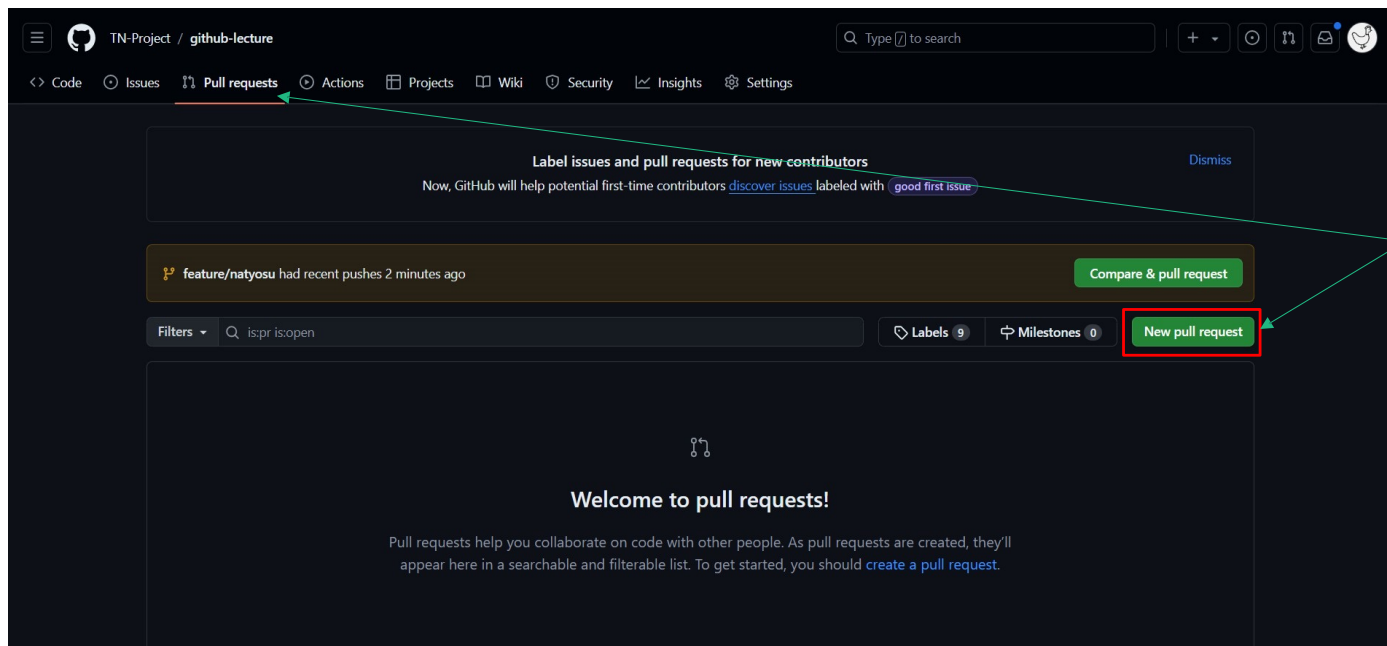 TN-Project / github-lecture
Type / to search
Code Issues Pull requests Actions Projects Wiki Security Insights Settings
Label issues and pull requests for new contributors
Dismiss
Now, GitHub will help potential first-time contributors discover issues labeled with good first issue
feature/natyosu had recent pushes 2 minutes ago
Compare & pull request
Filters is:pr is:open Labels 9 Milestones 0 New pull request
Welcome to pull requests!
Pull requests help you collaborate on code with other people. As pull requests are created, they'll
appear here in a searchable and filterable list. To get started, you should create a pull request.